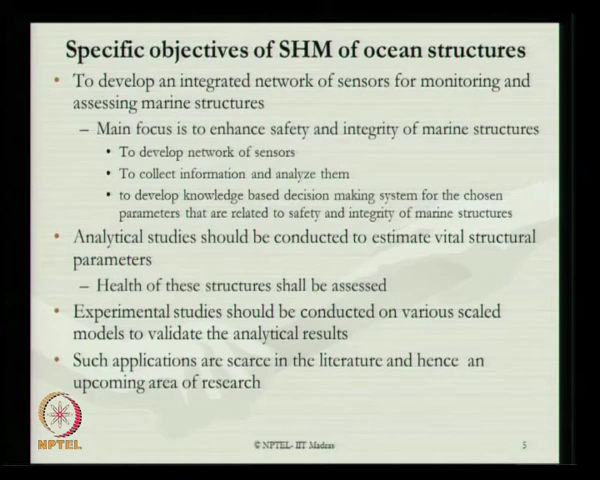 Specific objectives of SHM of ocean structures
• To develop an integrated network of sensors for monitoring and
assessing marine structures
– Main focus is to enhance safety and integrity of marine structures
• To develop network of sensors
• To collect information and analyze them
• to develop knowledge based decision making system for the chosen
parameters that are related to safety and integrity of marine structures
• Analytical studies should be conducted to estimate vital structural
parameters
– Health of these structures shall be assessed
• Experimental studies should be conducted on various scaled
models to validate the analytical results
• Such applications are scarce in the literature and hence an
upcoming area of research
NPTEL
© NPTEL- IIT Madras
5